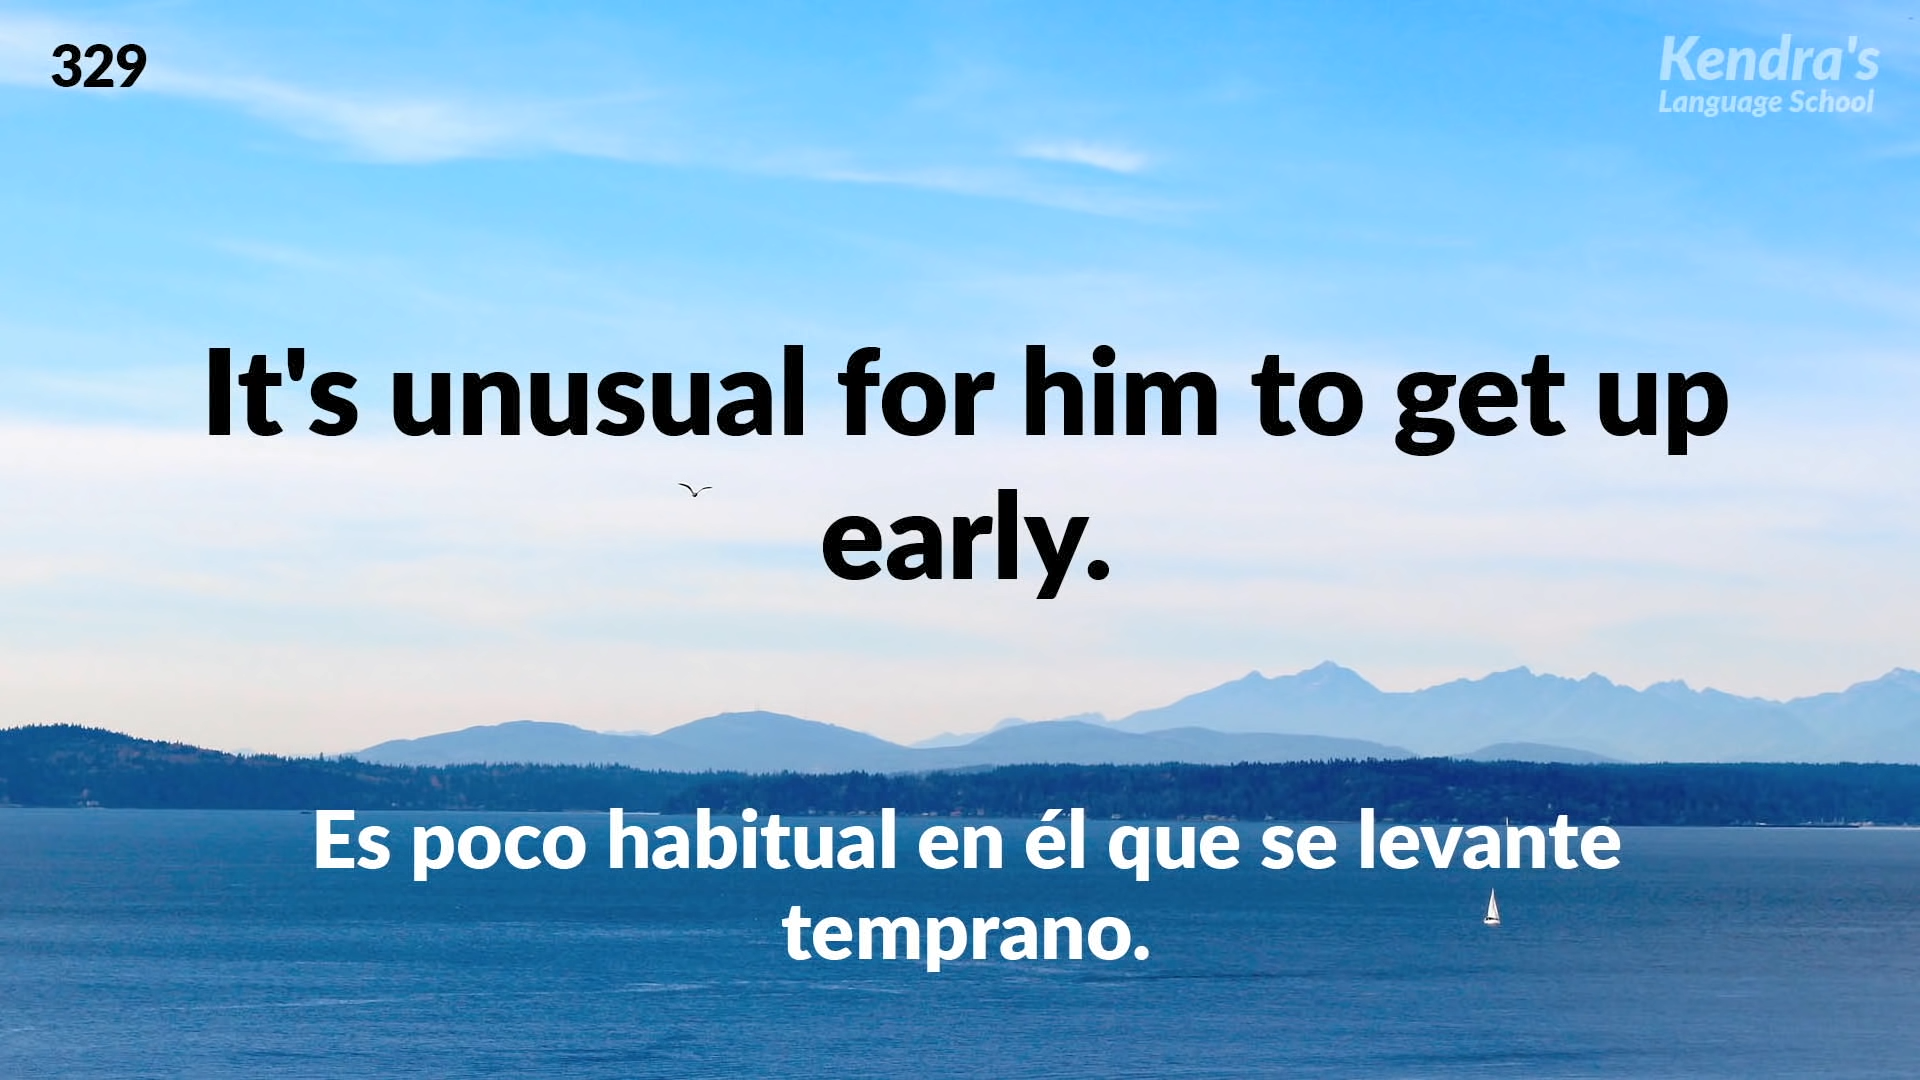 329
Kendra's
Language School
It's unusual for him to get up
early.
Es poco habitual en él que se levante
temprano.